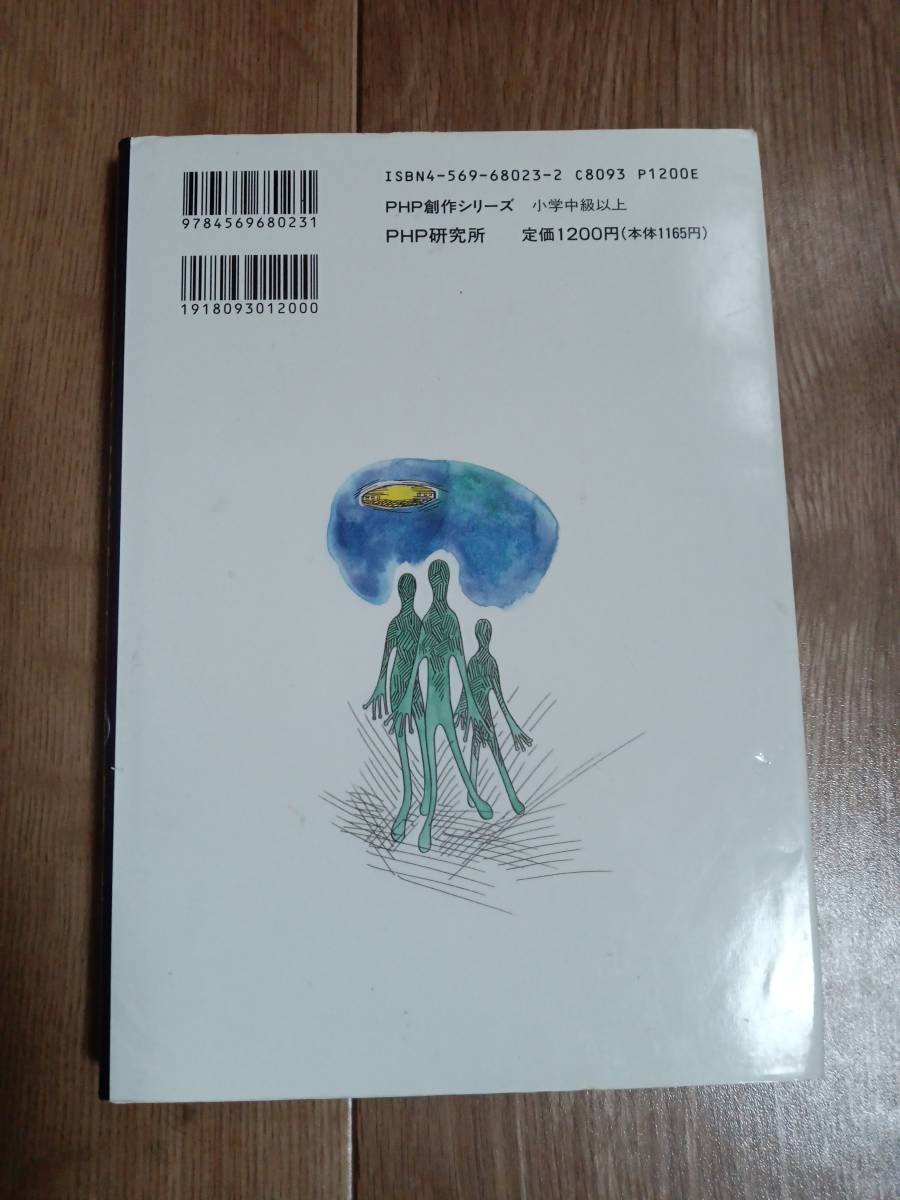 ISBN4-569-68023-2 C8093 P1200E
PHP創作シリーズ 小学中級以上
PHP研究所 定価1200円(本体1165円)
9784569680231
1918093012000